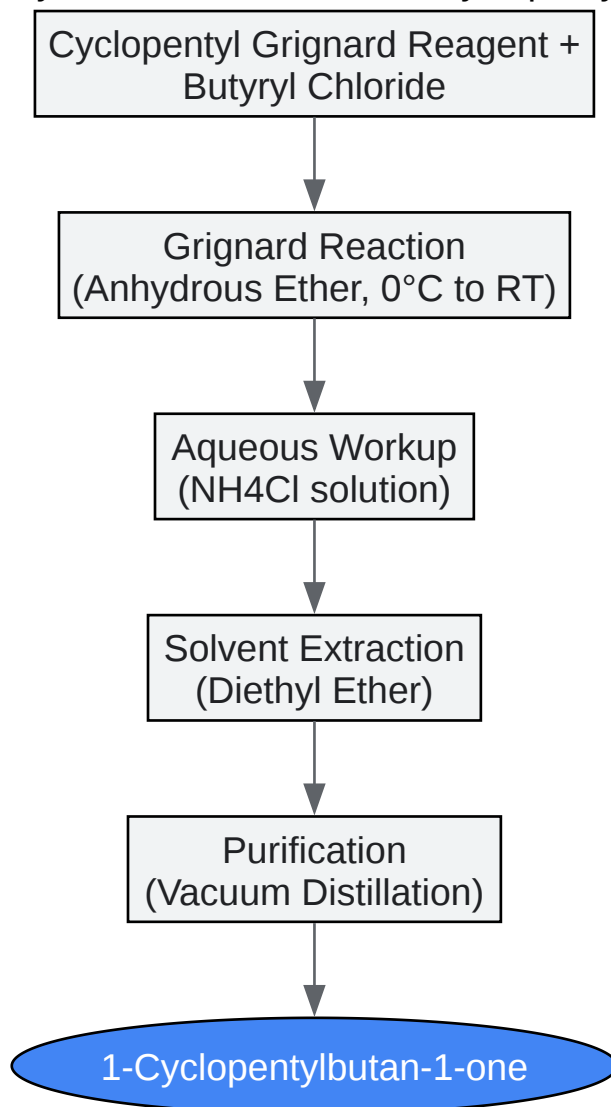 Cyclopentyl Grignard Reagent +
Butyryl Chloride
Grignard Reaction
(Anhydrous Ether, 0°C to RT)
Aqueous Workup
(NH4Cl solution)
Solvent Extraction
(Diethyl Ether)
Purification
(Vacuum Distillation)
1-Cyclopentylbutan-1-one